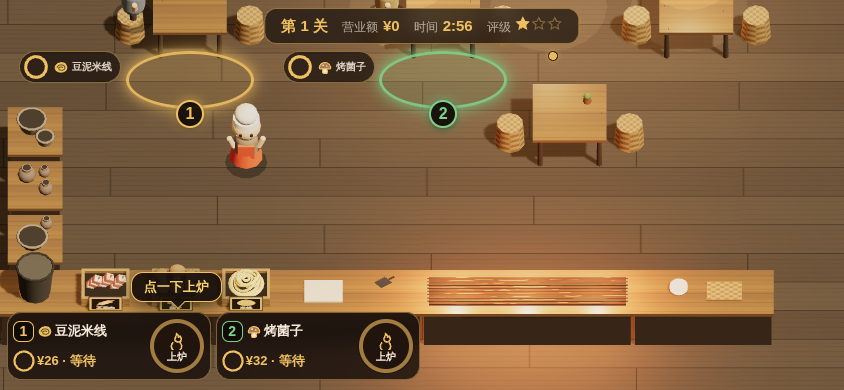 第 1 关 营业额 ¥0 时间 2:56 评级
豆泥米线
烤菌子
1
2
点一下上炉
1 豆泥米线
¥26 · 等待
上炉
2 烤菌子
¥32 · 等待
上炉